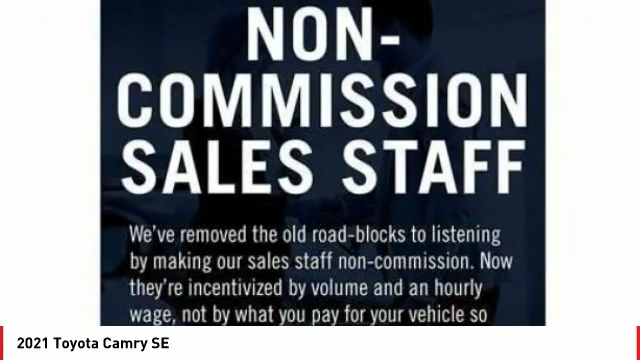 NON-
COMMISSION
SALES STAFF
We've removed the old road-blocks to listening
by making our sales staff non-commission. Now
they're incentivized by volume and an hourly
wage, not by what you pay for your vehicle so
2021 Toyota Camry SE